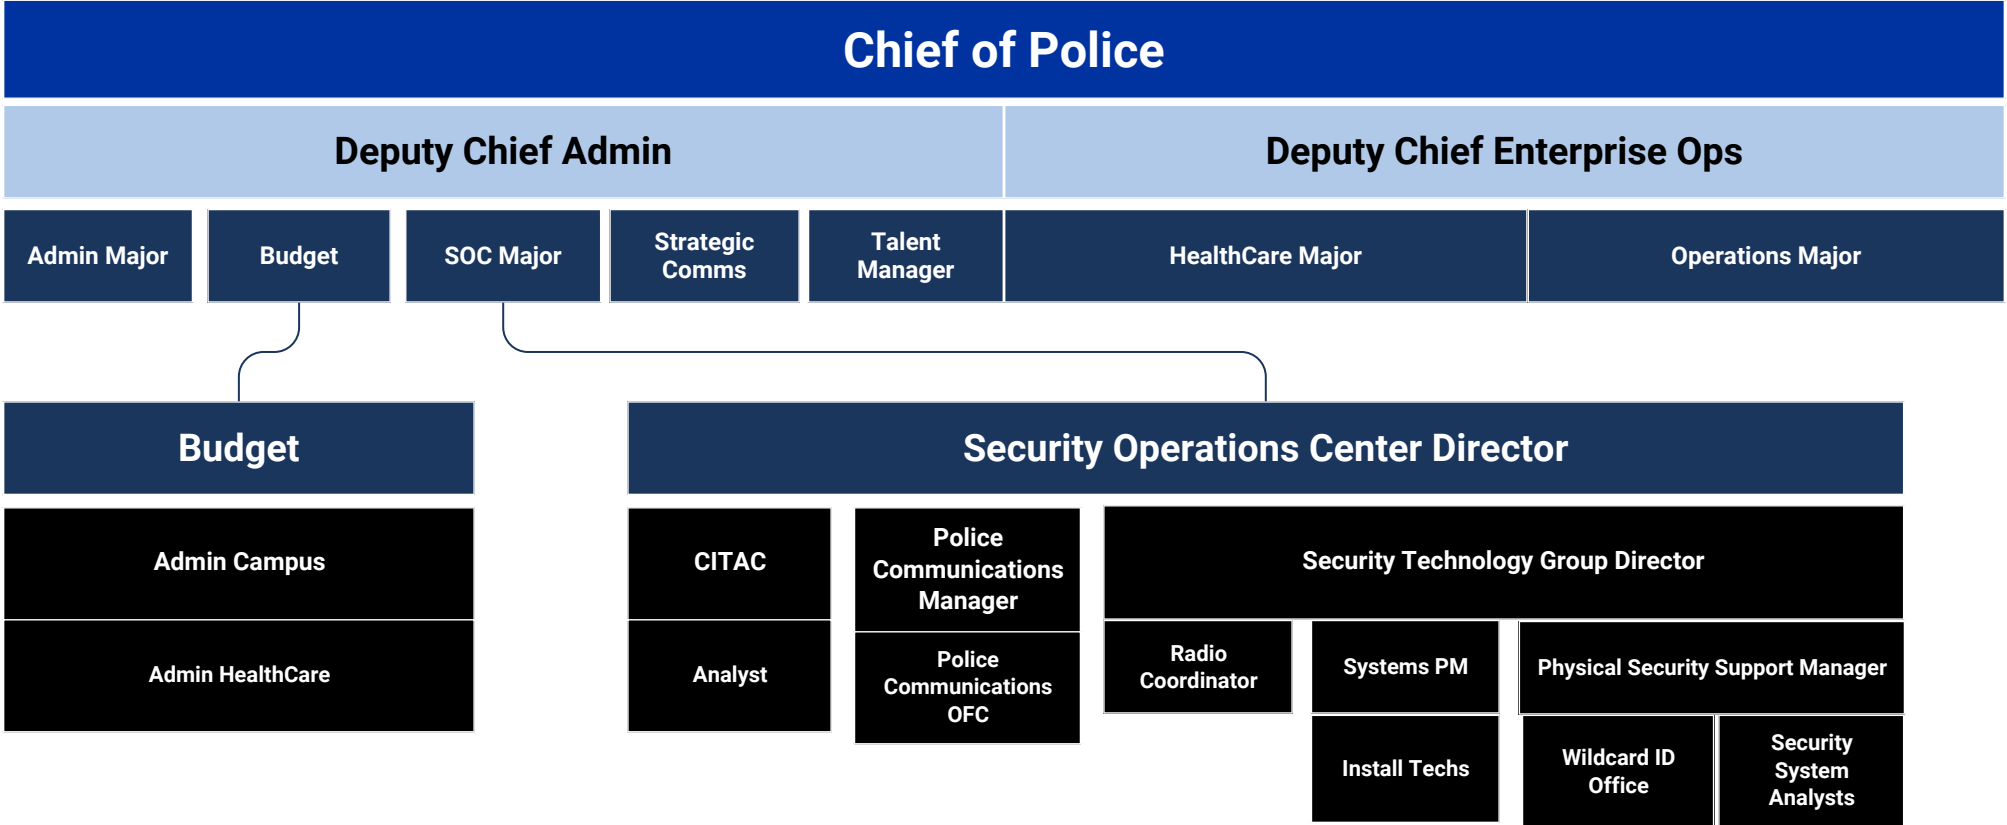 Chief of Police
Deputy Chief Admin
Deputy Chief Enterprise Ops
Admin Major
Budget
SOC Major
Strategic
Comms
Talent
Manager
HealthCare Major
Operations Major
Budget
Security Operations Center Director
Admin Campus
CITAC
Police
Communications
Manager
Security Technology Group Director
Admin HealthCare
Analyst
Police
Communications
OFC
Radio
Coordinator
Systems PM
Physical Security Support Manager
Install Techs
Wildcard ID
Office
Security
System
Analysts